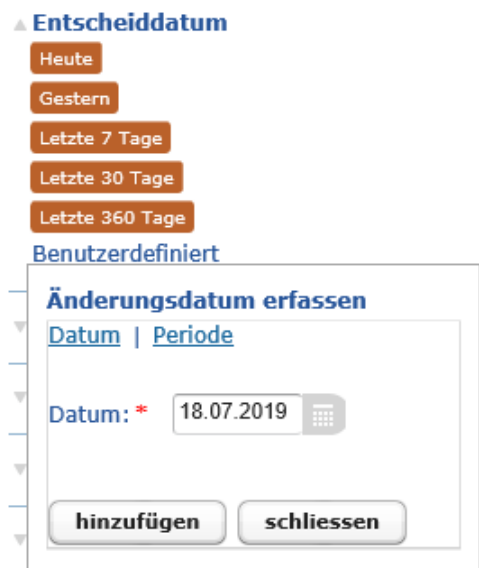 Entscheiddatum
Heute
Gestern
Letzte 7 Tage
Letzte 30 Tage
Letzte 360 Tage
Benutzerdefiniert
Änderungsdatum erfassen
Datum | Periode
Datum: * 18.07.2019
hinzufügen schliessen